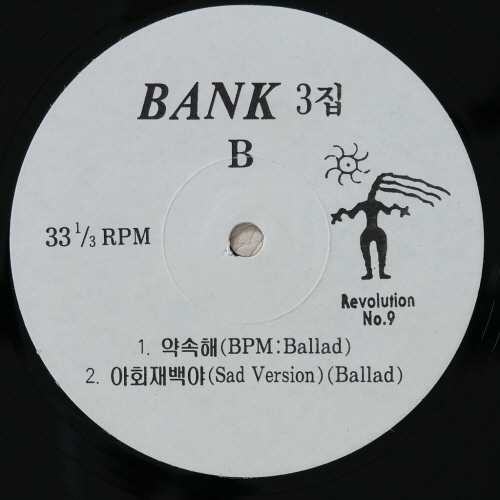 BANK 3집
B
33 1/3 RPM
Revolution
No.9
1. 약속해(BPM:Ballad)
2. 아회재백야(Sad Version)(Ballad)